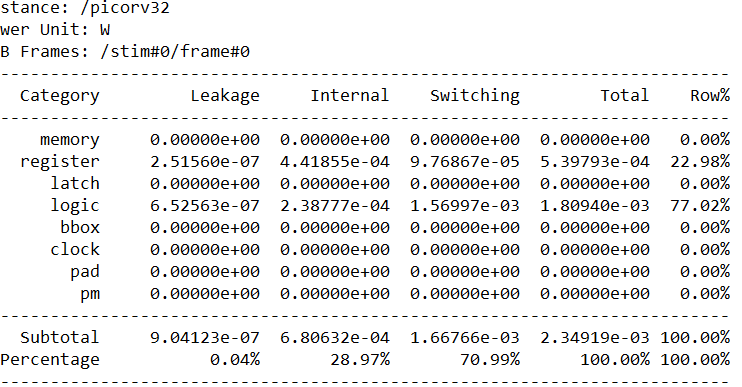 stance: /picorv32
wer Unit: W
B Frames: /stim#0/frame#0
-------------------------------------------------------------------------
  Category         Leakage     Internal    Switching        Total    Row%
-------------------------------------------------------------------------
    memory     0.00000e+00  0.00000e+00  0.00000e+00  0.00000e+00   0.00%
  register     2.51560e-07  4.41855e-04  9.76867e-05  5.39793e-04  22.98%
     latch     0.00000e+00  0.00000e+00  0.00000e+00  0.00000e+00   0.00%
     logic     6.52563e-07  2.38777e-04  1.56997e-03  1.80940e-03  77.02%
      bbox     0.00000e+00  0.00000e+00  0.00000e+00  0.00000e+00   0.00%
     clock     0.00000e+00  0.00000e+00  0.00000e+00  0.00000e+00   0.00%
       pad     0.00000e+00  0.00000e+00  0.00000e+00  0.00000e+00   0.00%
        pm     0.00000e+00  0.00000e+00  0.00000e+00  0.00000e+00   0.00%
-------------------------------------------------------------------------
  Subtotal     9.04123e-07  6.80632e-04  1.66766e-03  2.34919e-03 100.00%
Percentage           0.04%       28.97%       70.99%      100.00% 100.00%
-------------------------------------------------------------------------